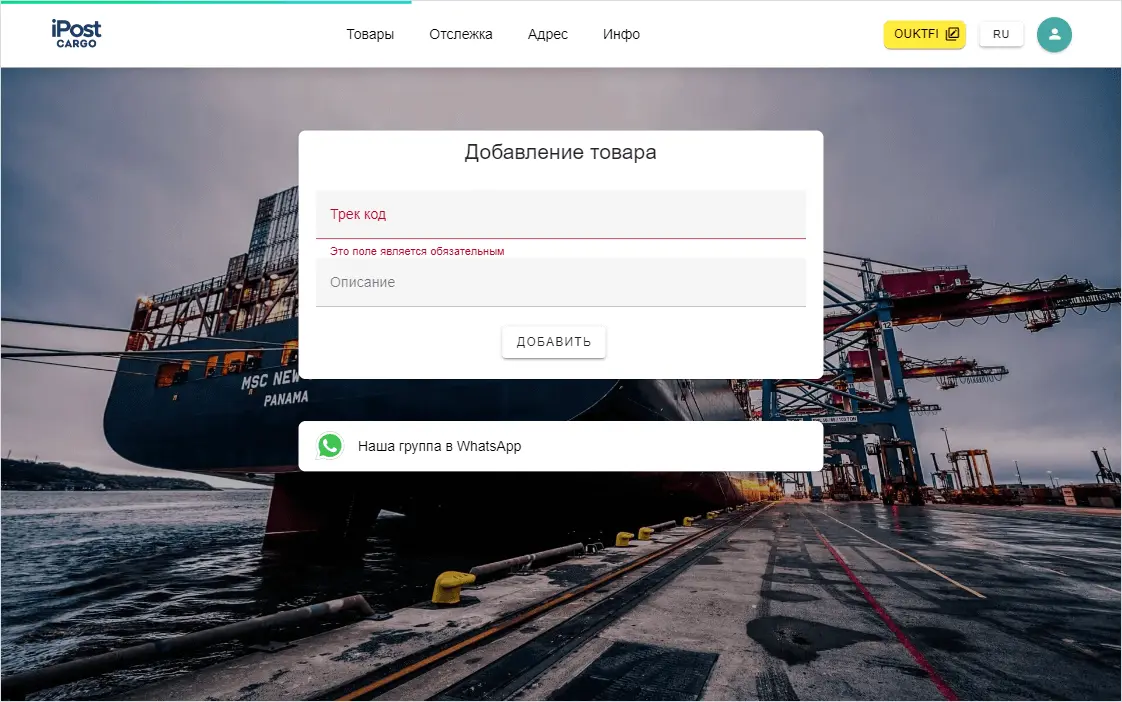 iPost
CARGO
Товары
Отслежка
Адрес
Инфо
OUKTFI
RU
Добавление товара
Трек код
Это поле является обязательным
Описание
ДОБАВИТЬ
MSC NEW
PANAMA
Наша группа в WhatsApp
12